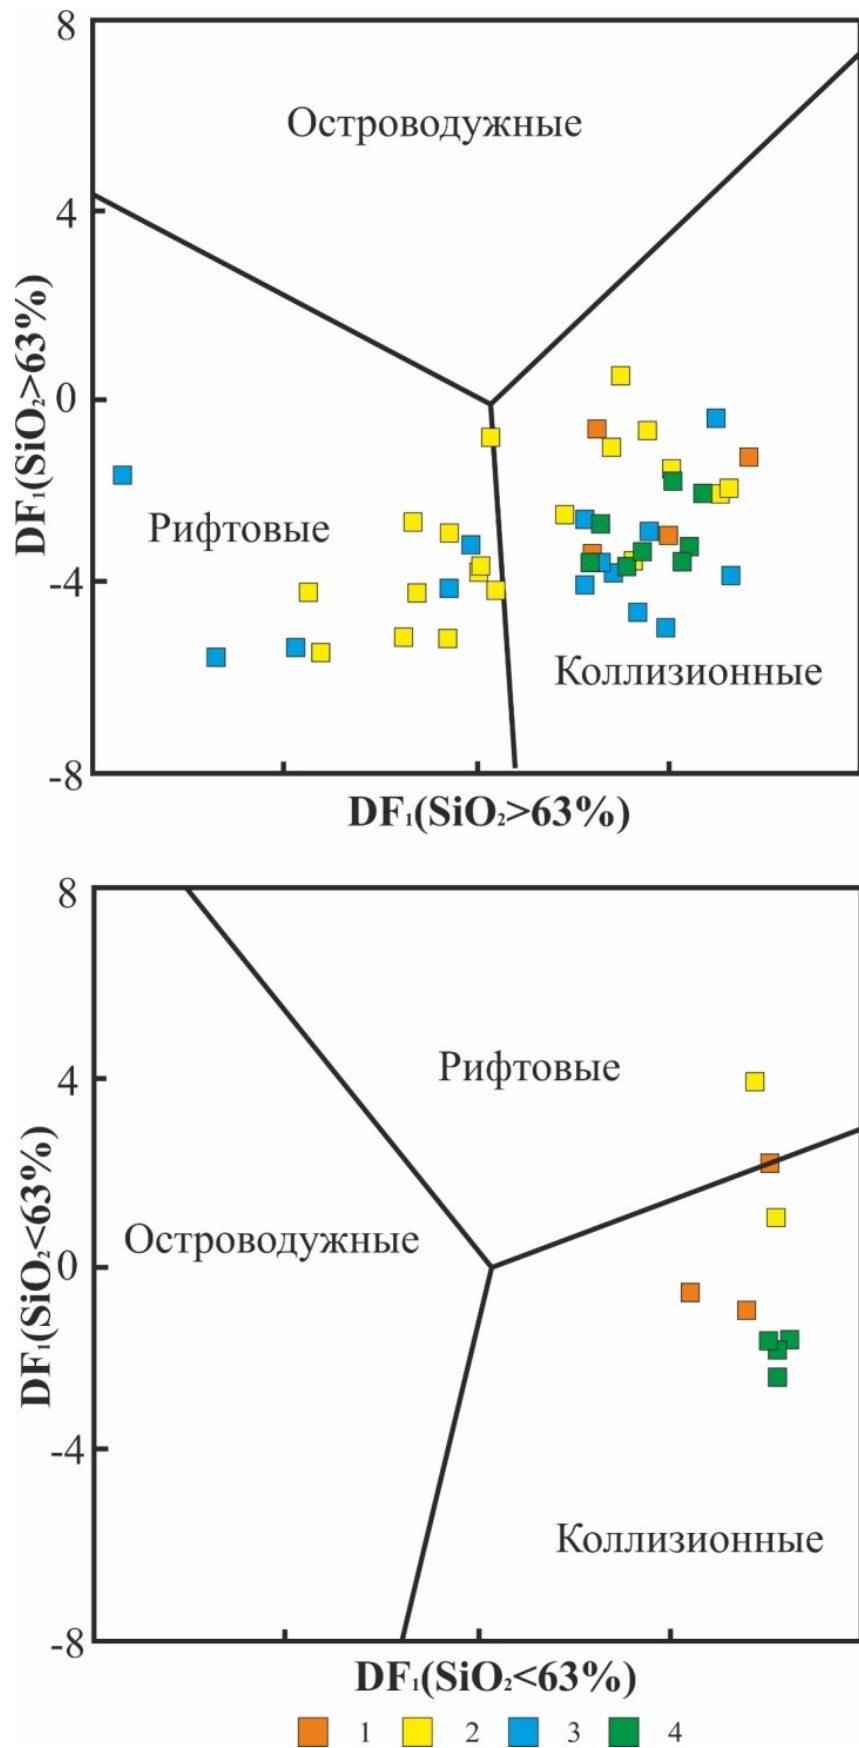 8
Островодужные
4
DF₁(SiO₂>63%)
0
Рифтовые
-4
Коллизионные
-8
DF₁(SiO₂>63%)
8
Рифтовые
4
DF₁(SiO₂<63%)
Островодужные
0
-4
Коллизионные
-8
DF₁(SiO₂<63%)
1 2 3 4